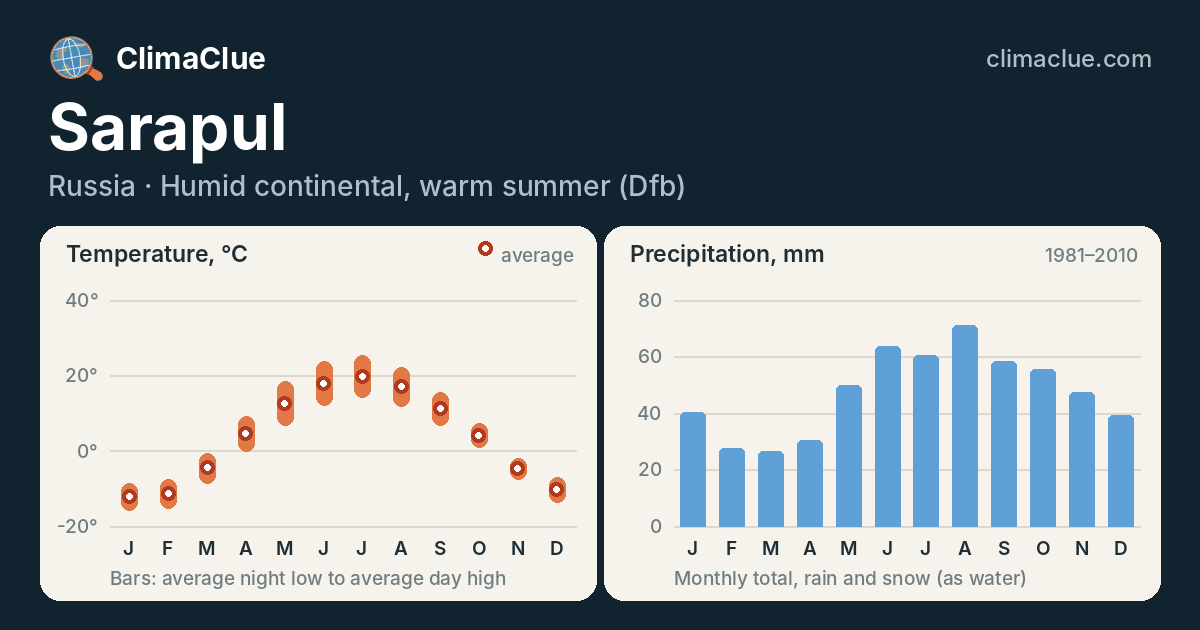 ClimaClue
climaclue.com
Sarapul
Russia · Humid continental, warm summer (Dfb)
Temperature, °C
average
40°
20°
0°
-20°
J F M A M J J A S O N D
Bars: average night low to average day high
Precipitation, mm
1981–2010
80
60
40
20
0
J F M A M J J A S O N D
Monthly total, rain and snow (as water)